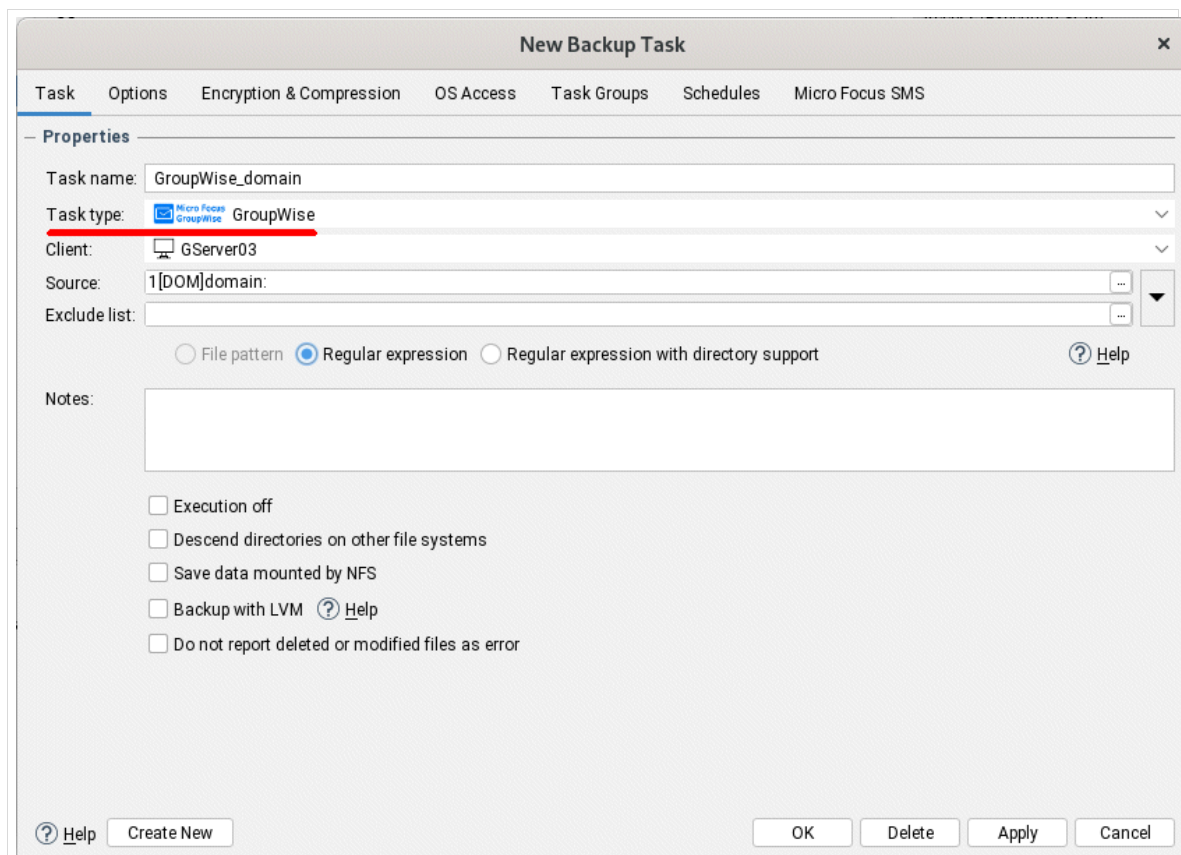 New Backup Task ×
Task Options Encryption & Compression OS Access Task Groups Schedules Micro Focus SMS
Properties
Task name: GroupWise_domain
Task type: Micro Focus GroupWise GroupWise
Client: GServer03
Source: 1[DOM]domain: ...
Exclude list: ...
File pattern Regular expression Regular expression with directory support ? Help
Notes:
Execution off
Descend directories on other file systems
Save data mounted by NFS
Backup with LVM ? Help
Do not report deleted or modified files as error
? Help Create New OK Delete Apply Cancel